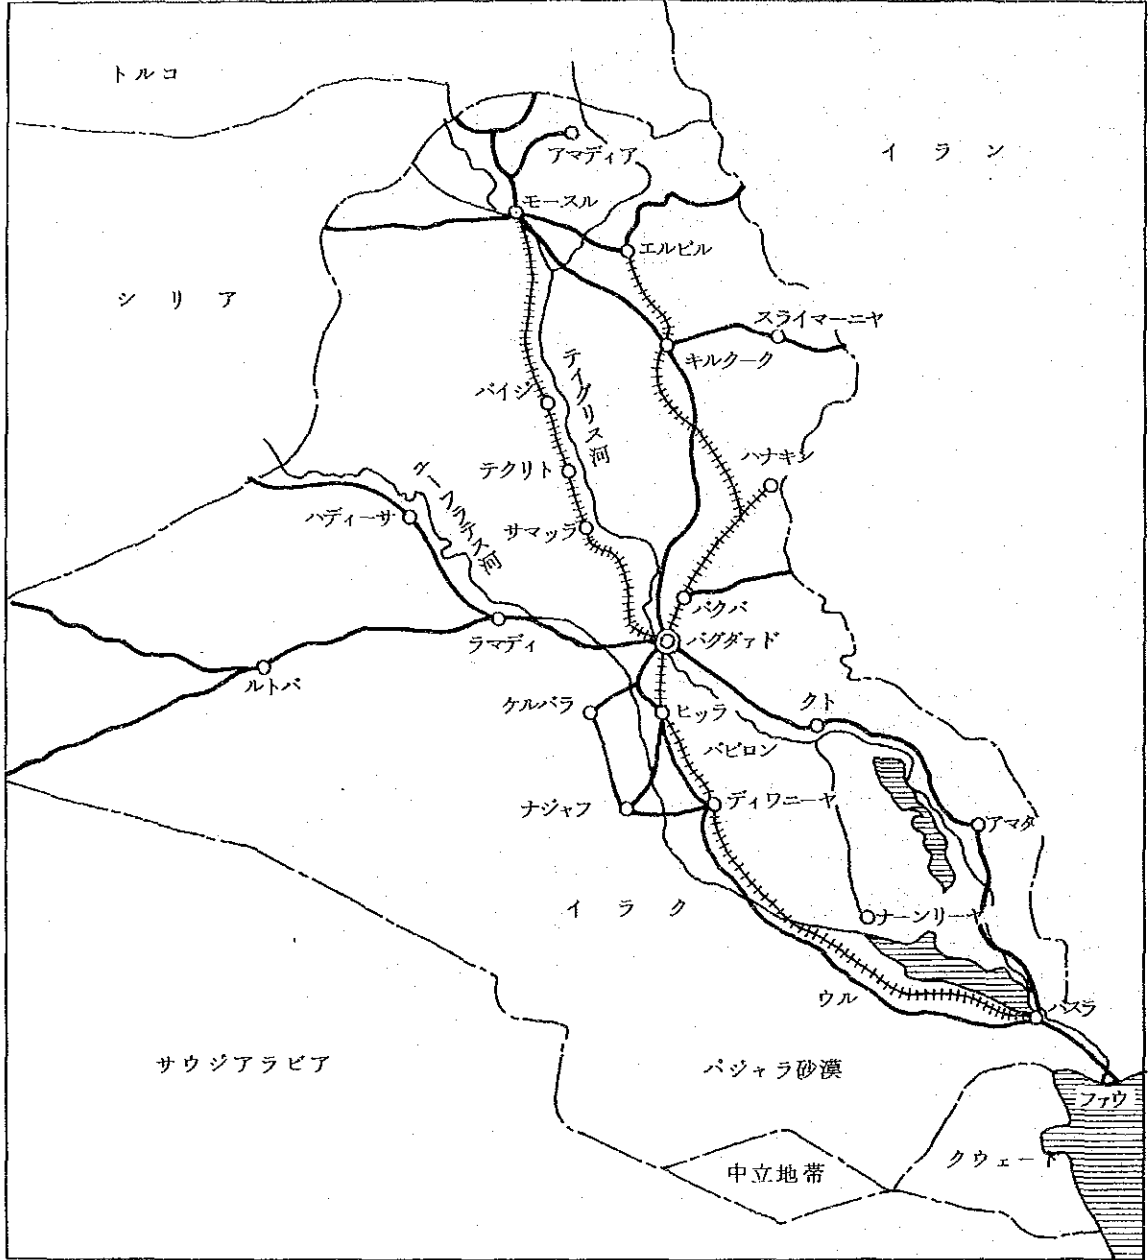 トルコ
イラン
アマディア
モースル
エルビル
シリア
スライマーニヤ
キルクーク
バイジ
ティグリス河
ハナキン
テクリト
ユーフラテス河
ハディーサ
サマッラ
バクバ
ラマディ
バグダァド
ルトバ
ケルバラ
ヒッラ
クト
バビロン
ナジャフ
ディワニーヤ
アマタ
イラク
ナーンリーヤ
ウル
バスラ
サウジアラビア
パジャラ砂漠
ファウ
クウェート
中立地帯